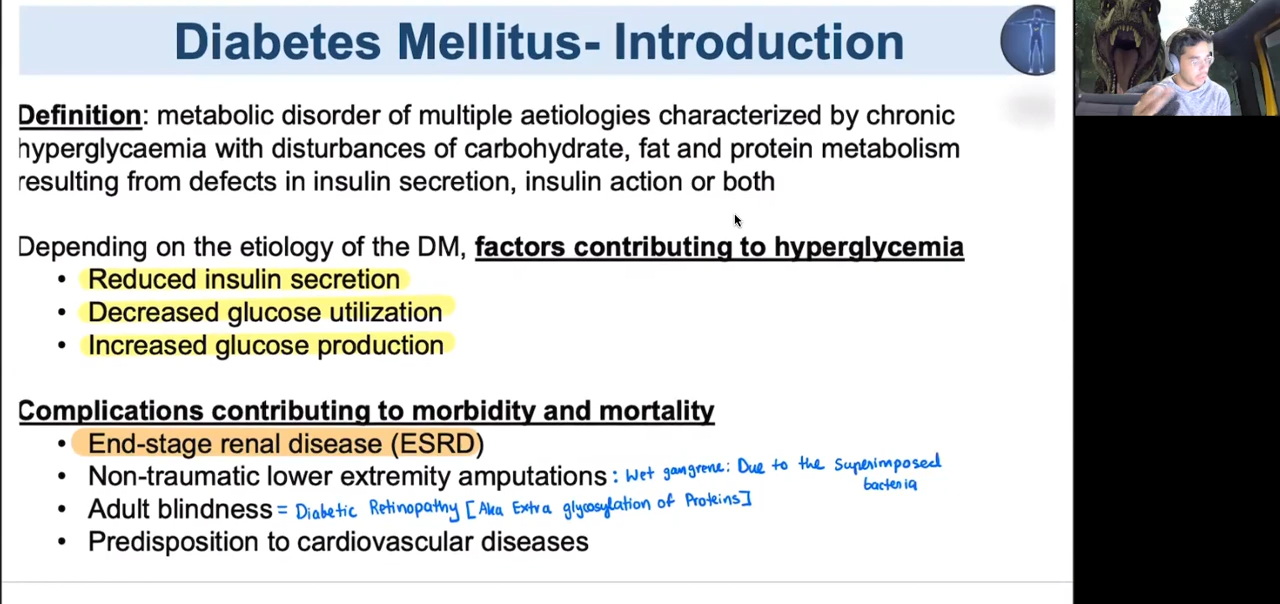 Diabetes Mellitus- Introduction
Definition: metabolic disorder of multiple aetiologies characterized by chronic
hyperglycaemia with disturbances of carbohydrate, fat and protein metabolism
resulting from defects in insulin secretion, insulin action or both
Depending on the etiology of the DM, factors contributing to hyperglycemia
• Reduced insulin secretion
• Decreased glucose utilization
• Increased glucose production
Complications contributing to morbidity and mortality
• End-stage renal disease (ESRD)
• Non-traumatic lower extremity amputations : Wet gangrene: Due to the superimposed
bacteria
• Adult blindness = Diabetic Retinopathy [Aka Extra glycosylation of Proteins]
• Predisposition to cardiovascular diseases